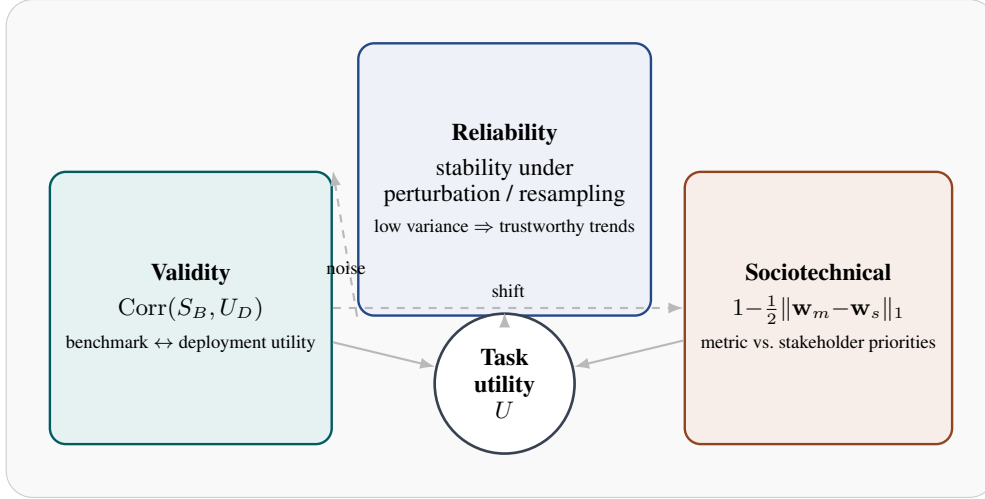 Reliability
stability under
perturbation / resampling
low variance ⇒ trustworthy trends
Validity
Corr(S_B, U_D)
benchmark ↔ deployment utility
noise
shift
Sociotechnical
1−½‖w_m−w_s‖₁
metric vs. stakeholder priorities
Task
utility
U